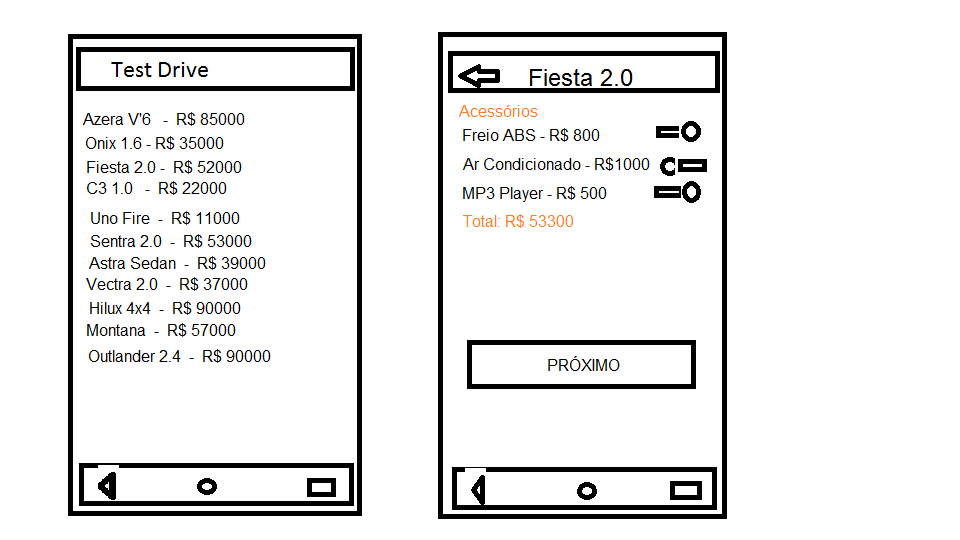 Test Drive
Azera V'6 - R$ 85000
Onix 1.6 - R$ 35000
Fiesta 2.0 - R$ 52000
C3 1.0 - R$ 22000
Uno Fire - R$ 11000
Sentra 2.0 - R$ 53000
Astra Sedan - R$ 39000
Vectra 2.0 - R$ 37000
Hilux 4x4 - R$ 90000
Montana - R$ 57000
Outlander 2.4 - R$ 90000
Fiesta 2.0
Acessórios
Freio ABS - R$ 800
Ar Condicionado - R$1000
MP3 Player - R$ 500
Total: R$ 53300
PRÓXIMO